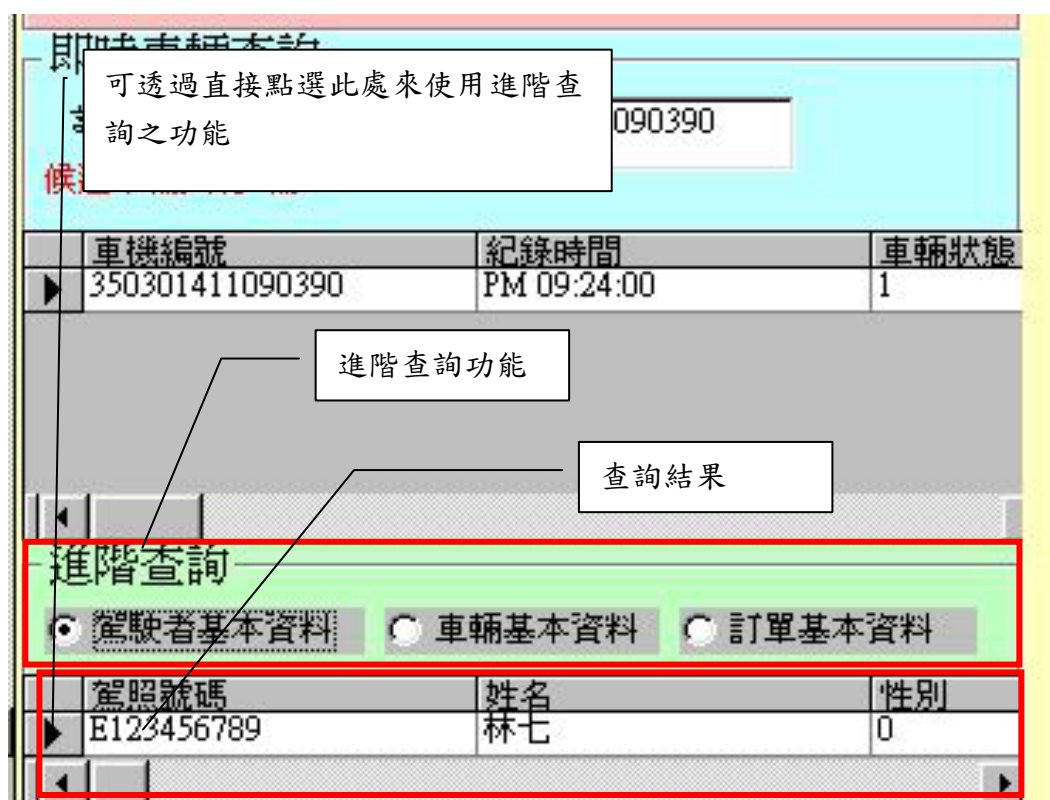 即時車輛查詢
可透過直接點選此處來使用進階查
詢之功能
090390
候
車機編號 紀錄時間 車輛狀態
350301411090390 PM 09:24:00 1
進階查詢功能
查詢結果
進階查詢
駕駛者基本資料 車輛基本資料 訂單基本資料
駕照號碼 姓名 性別
E123456789 林七 0